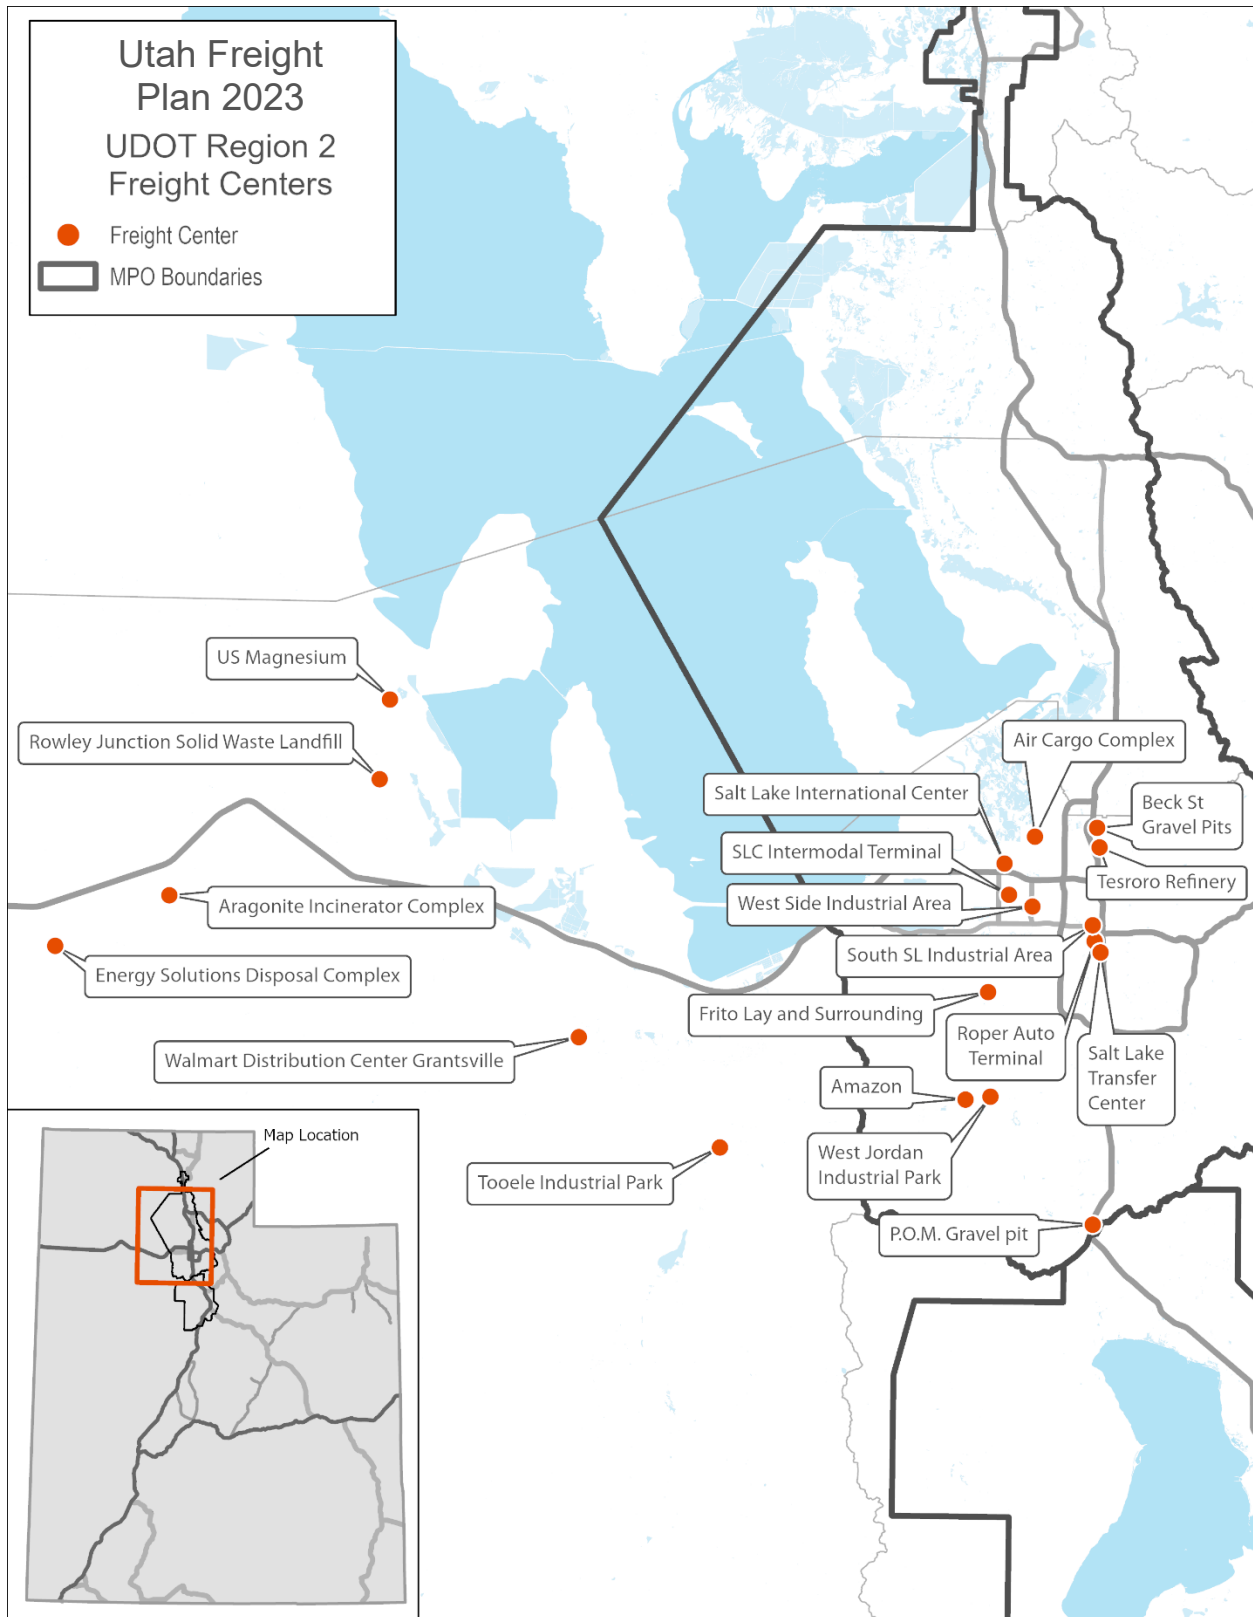 Utah Freight
Plan 2023
UDOT Region 2
Freight Centers
Freight Center
MPO Boundaries
US Magnesium
Rowley Junction Solid Waste Landfill
Air Cargo Complex
Salt Lake International Center
Beck St
Gravel Pits
SLC Intermodal Terminal
Tesroro Refinery
West Side Industrial Area
Aragonite Incinerator Complex
South SL Industrial Area
Energy Solutions Disposal Complex
Frito Lay and Surrounding
Roper Auto
Terminal
Walmart Distribution Center Grantsville
Salt Lake
Transfer
Center
Amazon
West Jordan
Industrial Park
Tooele Industrial Park
P.O.M. Gravel pit
Map Location